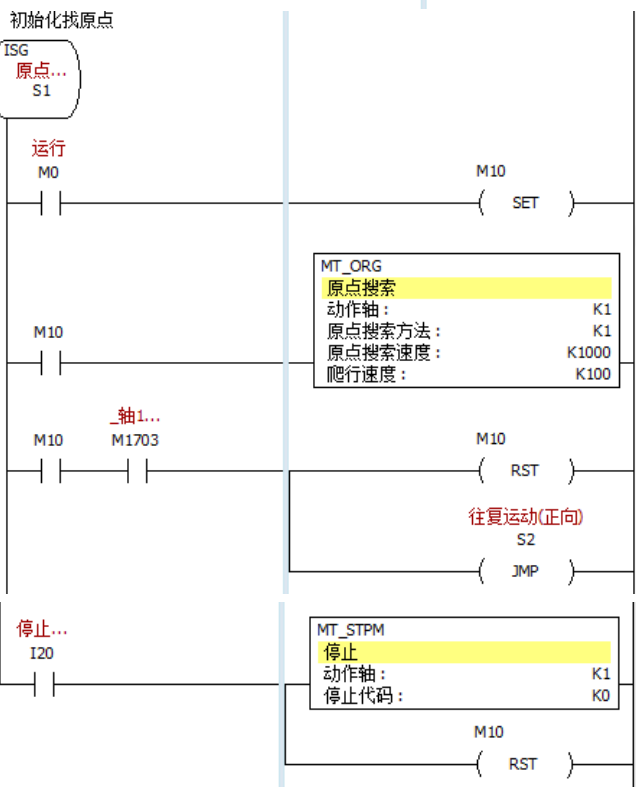 初始化找原点
ISG
原点...
S1
运行
M0
M10
SET
MT_ORG
原点搜索
动作轴： K1
原点搜索方法： K1
原点搜索速度： K1000
爬行速度： K100
M10
_轴1...
M10 M1703
M10
RST
往复运动(正向)
S2
JMP
停止...
I20
MT_STPM
停止
动作轴： K1
停止代码： K0
M10
RST